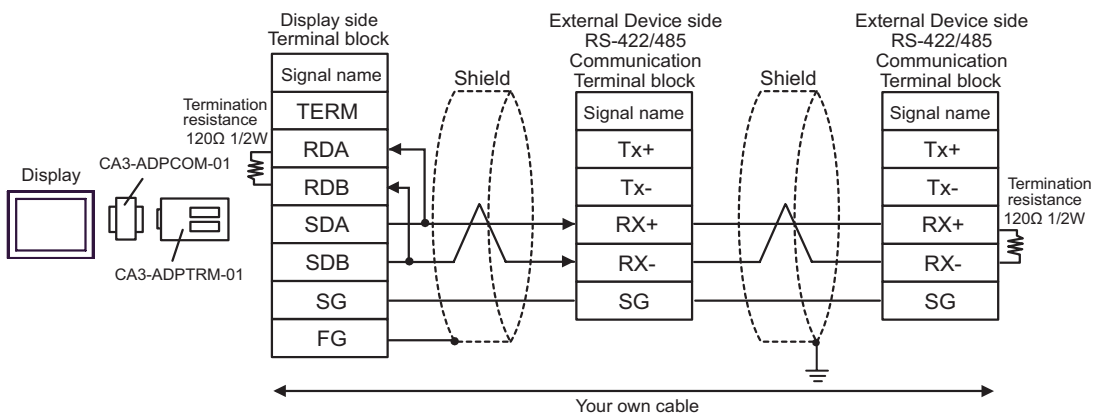 Display side
Terminal block
Signal name
TERM
RDA
RDB
SDA
SDB
SG
FG
Termination
resistance
120Ω 1/2W
CA3-ADPCOM-01
Display
CA3-ADPTRM-01
Shield
External Device side
RS-422/485
Communication
Terminal block
Signal name
Tx+
Tx-
RX+
RX-
SG
Shield
External Device side
RS-422/485
Communication
Terminal block
Signal name
Tx+
Tx-
RX+
RX-
SG
Termination
resistance
120Ω 1/2W
Your own cable